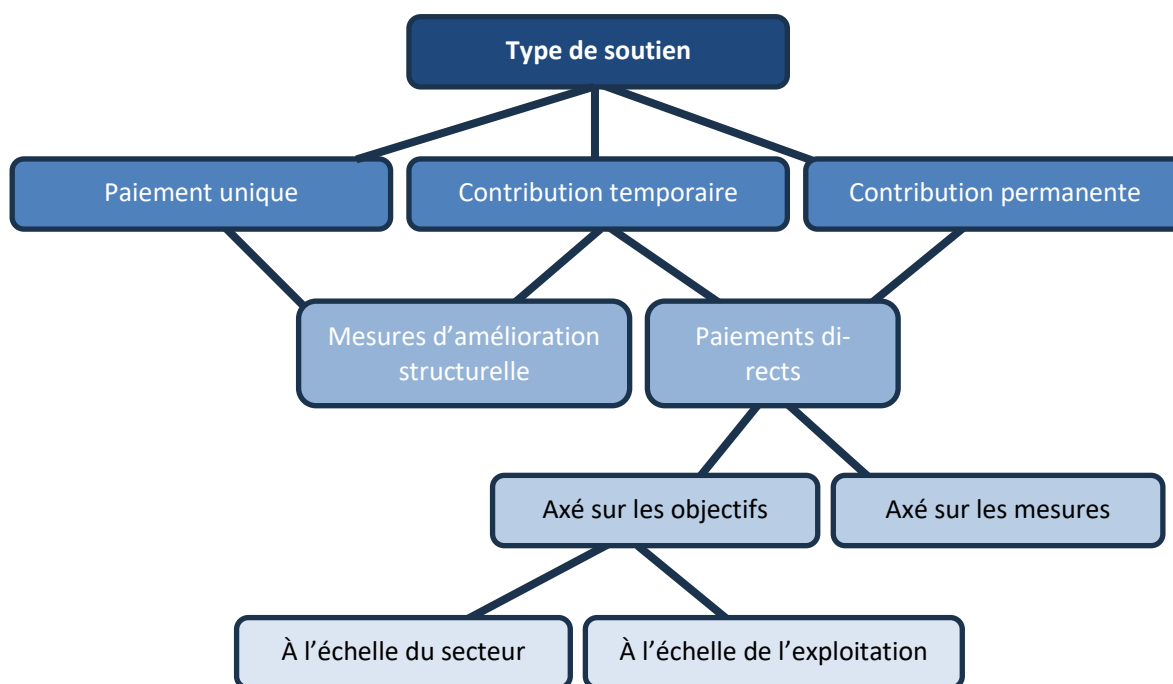 Type de soutien
Paiement unique
Contribution temporaire
Contribution permanente
Mesures d’amélioration
structurelle
Paiements di-
rects
Axé sur les objectifs
Axé sur les mesures
À l’échelle du secteur
À l’échelle de l’exploitation